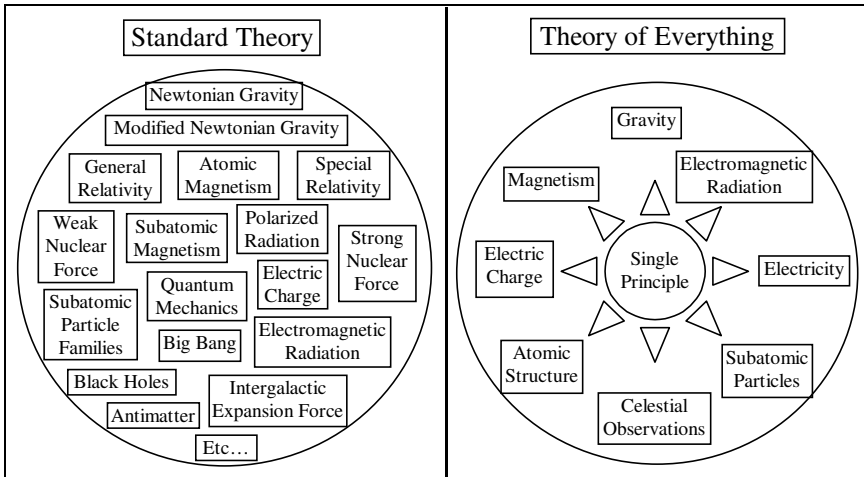 Standard Theory
Newtonian Gravity
Modified Newtonian Gravity
General
Relativity
Atomic
Magnetism
Special
Relativity
Weak
Nuclear
Force
Subatomic
Magnetism
Polarized
Radiation
Strong
Nuclear
Force
Quantum
Mechanics
Electric
Charge
Subatomic
Particle
Families
Big Bang
Electromagnetic
Radiation
Black Holes
Intergalactic
Expansion Force
Antimatter
Etc…
Theory of Everything
Gravity
Magnetism
Electromagnetic
Radiation
Electric
Charge
Single
Principle
Electricity
Atomic
Structure
Subatomic
Particles
Celestial
Observations